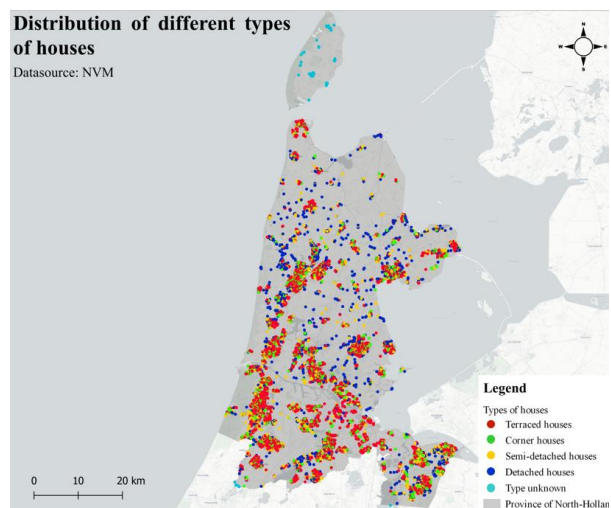 Distribution of different types
of houses
Datasource: NVM
N
W E
S
Legend
Types of houses
Terraced houses
Corner houses
Semi-detached houses
Detached houses
Type unknown
Province of North-Hollan
0 10 20 km